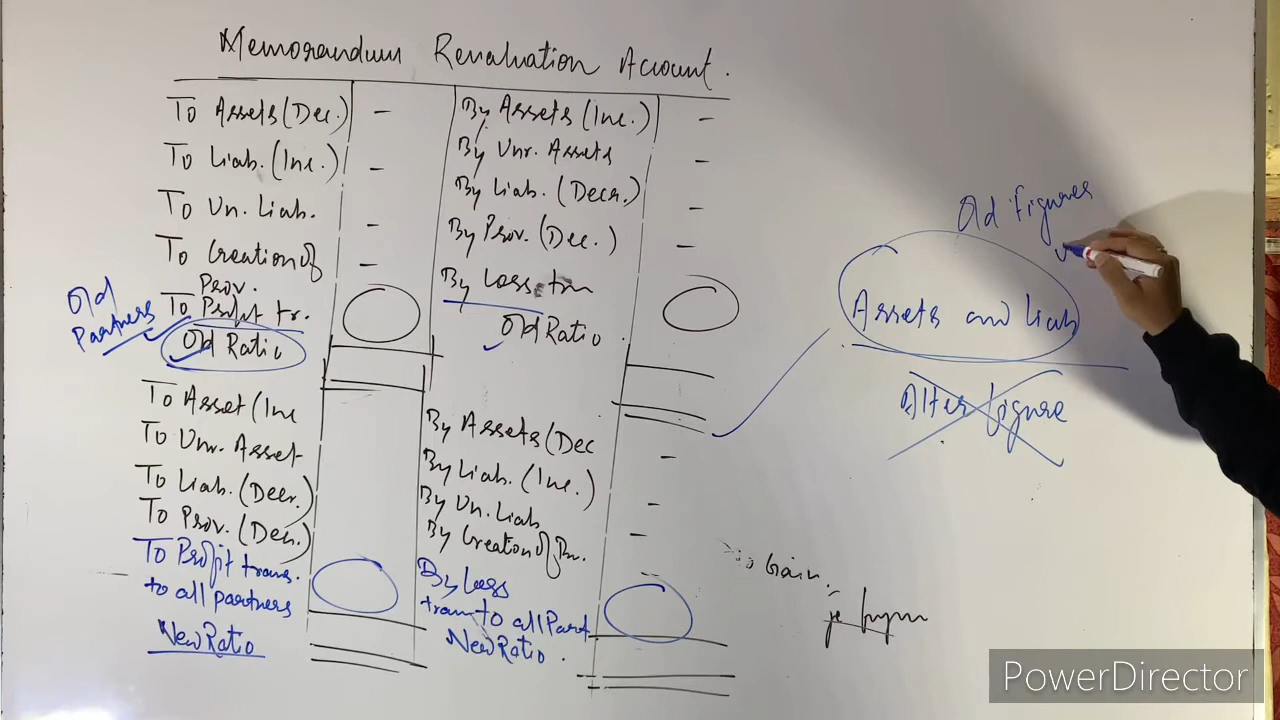 Memorandum Revaluation Account.
To Assets (Dec.) -
To Liab. (Inc.) -
To Un. Liab. -
To Creation of -
Prov.
To Profit tr.
Old Ratio
Old
Partners
By Assets (Inc.) -
By Unr. Assets -
By Liab. (Decr.) -
By Prov. (Dec.) -
By Loss trn
Old Ratio.
To Asset (Inc
To Unr. Asset
To Liab. (Decr.)
To Prov. (Dec.)
To Profit trans.
to all partners
New Ratio
By Assets (Dec -
By Liab. (Inc.) -
By Un. Liab -
By Creation of Prv. -
By Loss
tran to all Part
New Ratio.
Old Figures
Assets and Liab
Alter figure
Gain.
PowerDirector